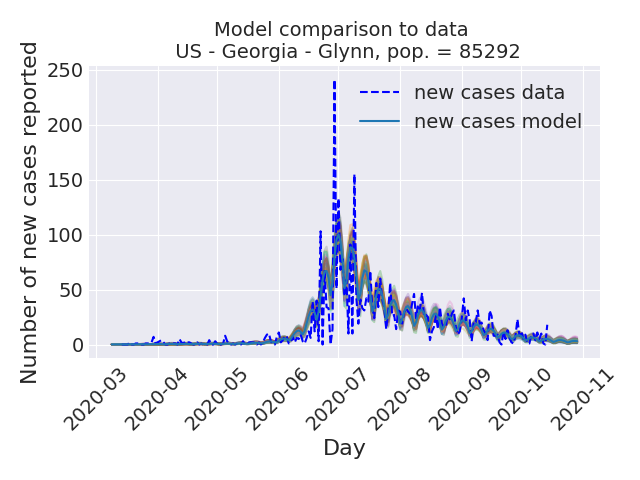 Model comparison to data
US - Georgia - Glynn, pop. = 85292
Number of new cases reported
250
200
150
100
50
0
new cases data
new cases model
2020-03
2020-04
2020-05
2020-06
2020-07
2020-08
2020-09
2020-10
2020-11
Day